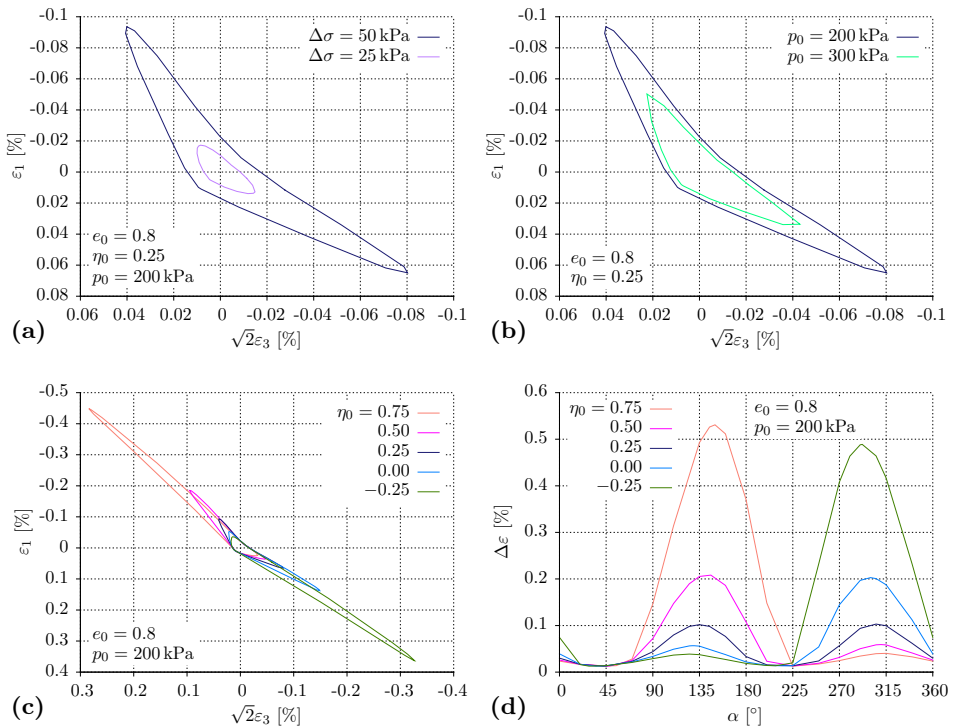 -0.1
-0.08
-0.06
-0.04
-0.02
0
0.02
0.04
0.06
0.08
ε₁ [%]
Δσ = 50 kPa
Δσ = 25 kPa
e₀ = 0.8
η₀ = 0.25
p₀ = 200 kPa
0.06 0.04 0.02 0 -0.02 -0.04 -0.06 -0.08 -0.1
(a)
√2ε₃ [%]
-0.1
-0.08
-0.06
-0.04
-0.02
0
0.02
0.04
0.06
0.08
ε₁ [%]
p₀ = 200 kPa
p₀ = 300 kPa
e₀ = 0.8
η₀ = 0.25
0.06 0.04 0.02 0 -0.02 -0.04 -0.06 -0.08 -0.1
(b)
√2ε₃ [%]
-0.5
-0.4
-0.3
-0.2
-0.1
0
0.1
0.2
0.3
0.4
ε₁ [%]
η₀ = 0.75
0.50
0.25
0.00
−0.25
e₀ = 0.8
p₀ = 200 kPa
0.3 0.2 0.1 0 -0.1 -0.2 -0.3 -0.4
(c)
√2ε₃ [%]
0.6
0.5
0.4
0.3
0.2
0.1
0
Δε [%]
η₀ = 0.75
0.50
0.25
0.00
−0.25
e₀ = 0.8
p₀ = 200 kPa
0 45 90 135 180 225 270 315 360
(d)
α [°]